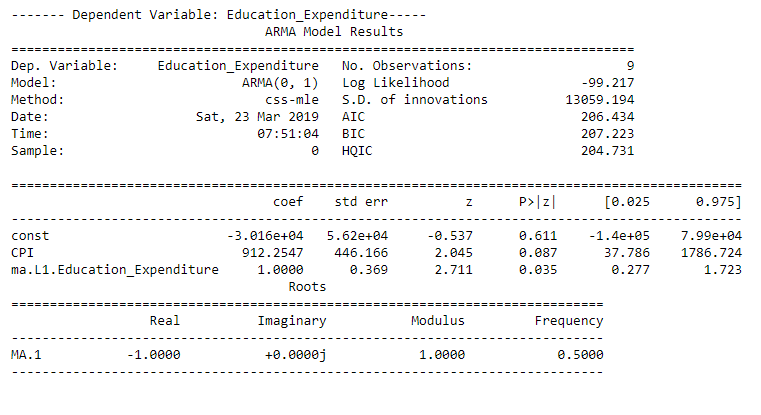 ------- Dependent Variable: Education_Expenditure-----
ARMA Model Results
==============================================================================
Dep. Variable: Education_Expenditure No. Observations: 9
Model: ARMA(0, 1) Log Likelihood -99.217
Method: css-mle S.D. of innovations 13059.194
Date: Sat, 23 Mar 2019 AIC 206.434
Time: 07:51:04 BIC 207.223
Sample: 0 HQIC 204.731
==============================================================================================
coef std err z P>|z| [0.025 0.975]
----------------------------------------------------------------------------------------------
const -3.016e+04 5.62e+04 -0.537 0.611 -1.4e+05 7.99e+04
CPI 912.2547 446.166 2.045 0.087 37.786 1786.724
ma.L1.Education_Expenditure 1.0000 0.369 2.711 0.035 0.277 1.723
Roots
=============================================================================
Real Imaginary Modulus Frequency
-----------------------------------------------------------------------------
MA.1 -1.0000 +0.0000j 1.0000 0.5000
-----------------------------------------------------------------------------